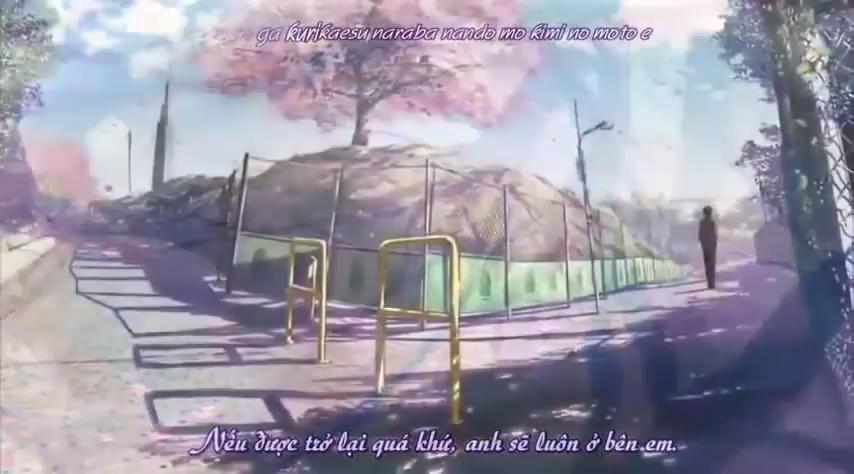 ga kurikaesu naraba nando mo kimi no moto e
Nếu được trở lại quá khứ, anh sẽ luôn ở bên em.